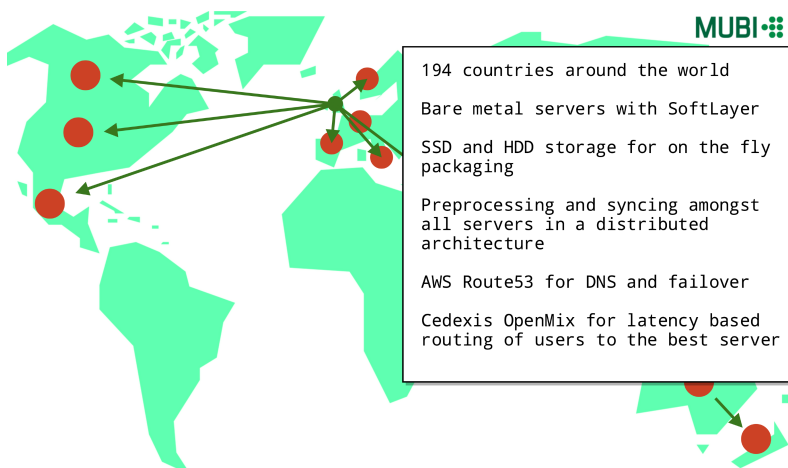 MUBI
194 countries around the world
Bare metal servers with SoftLayer
SSD and HDD storage for on the fly
packaging
Preprocessing and syncing amongst
all servers in a distributed
architecture
AWS Route53 for DNS and failover
Cedexis OpenMix for latency based
routing of users to the best server